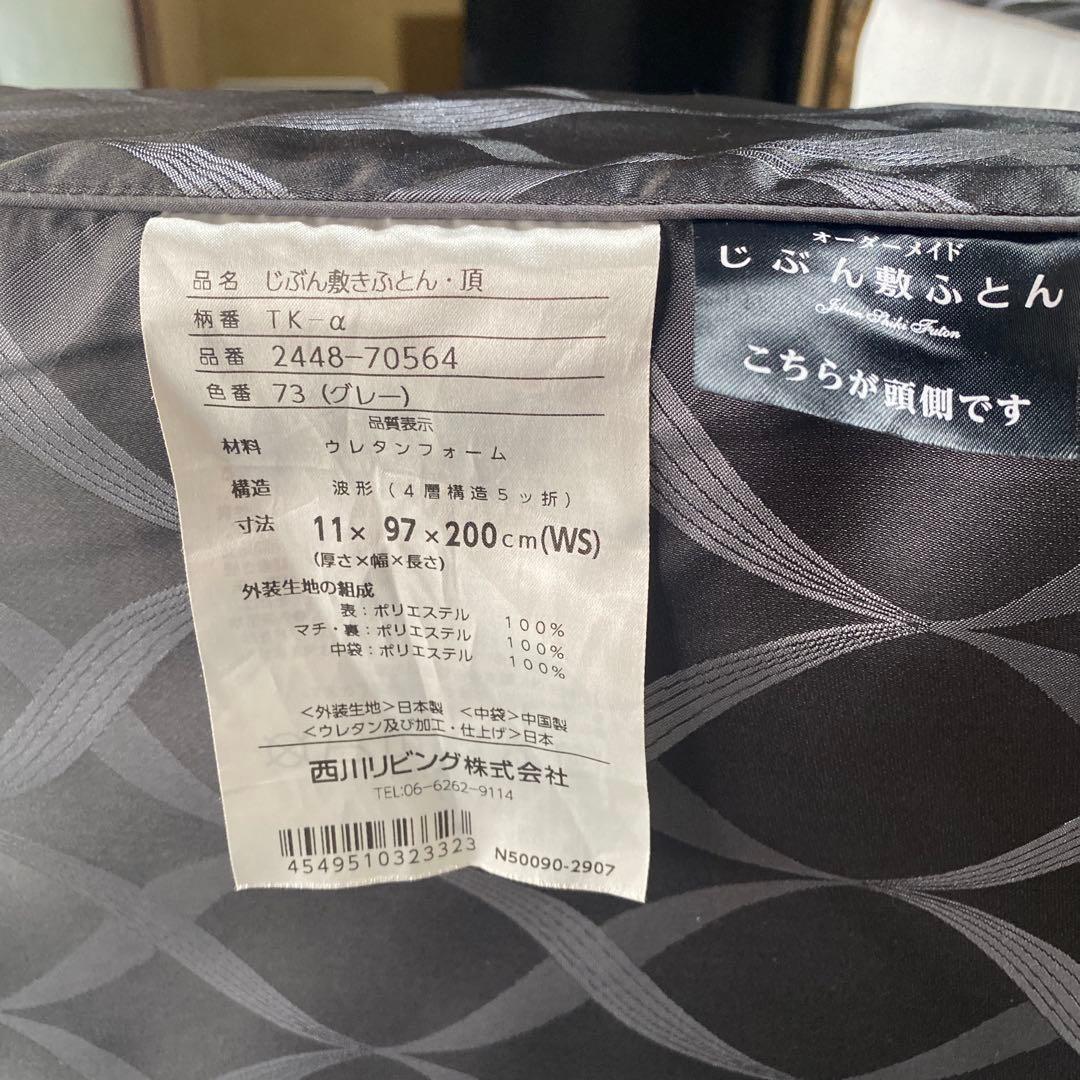 品名 じぶん敷きふとん・頂
柄番 TK-α
品番 2448-70564
色番 73 (グレー)
品質表示
材料 ウレタンフォーム
構造 波形(4層構造5ッ折)
寸法 11× 97×200cm(WS)
(厚さ×幅×長さ)
外装生地の組成
表:ポリエステル 100%
マチ・裏:ポリエステル 100%
中袋:ポリエステル 100%
<外装生地>日本製 <中袋>中国製
<ウレタン及び加工・仕上げ>日本
西川リビング株式会社
TEL:06-6262-9114
4549510323323
N50090-2907
オーダーメイド
じぶん敷ふとん
Jibun Shiki Futon
こちらが頭側です